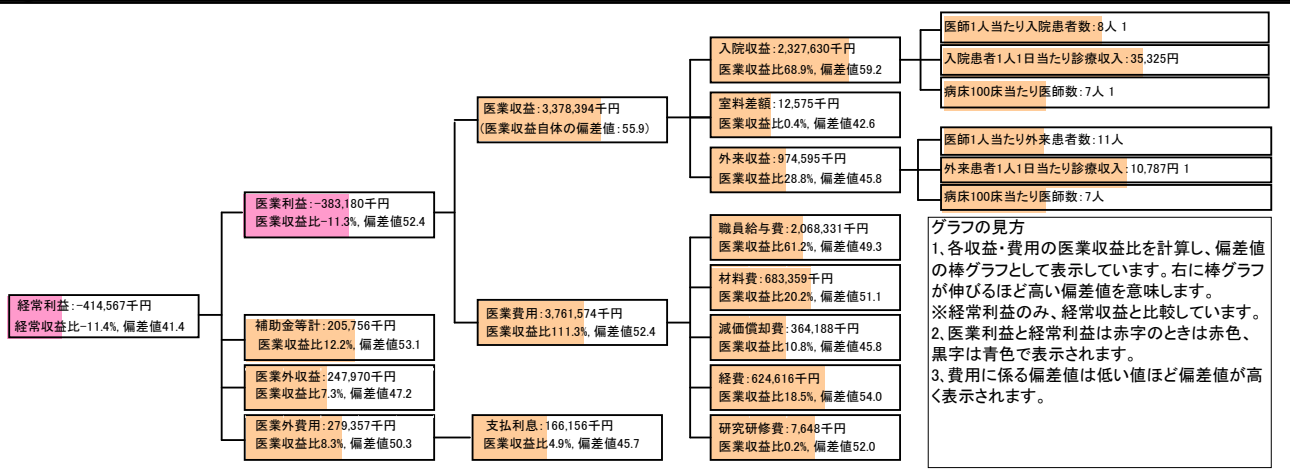 経常利益:-414,567千円
経常収益比-11.4%, 偏差値41.4
医業利益:-383,180千円
医業収益比-11.3%, 偏差値52.4
補助金等計:205,756千円
医業収益比12.2%, 偏差値53.1
医業外収益:247,970千円
医業収益比7.3%, 偏差値47.2
医業外費用:279,357千円
医業収益比8.3%, 偏差値50.3
医業収益:3,378,394千円
(医業収益自体の偏差値:55.9)
医業費用:3,761,574千円
医業収益比111.3%, 偏差値52.4
支払利息:166,156千円
医業収益比4.9%, 偏差値45.7
入院収益:2,327,630千円
医業収益比68.9%, 偏差値59.2
室料差額:12,575千円
医業収益比0.4%, 偏差値42.6
外来収益:974,595千円
医業収益比28.8%, 偏差値45.8
職員給与費:2,068,331千円
医業収益比61.2%, 偏差値49.3
材料費:683,359千円
医業収益比20.2%, 偏差値51.1
減価償却費:364,188千円
医業収益比10.8%, 偏差値45.8
経費:624,616千円
医業収益比18.5%, 偏差値54.0
研究研修費:7,648千円
医業収益比0.2%, 偏差値52.0
医師1人当たり入院患者数:8人 1
入院患者1人1日当たり診療収入:35,325円
病床100床当たり医師数:7人 1
医師1人当たり外来患者数:11人
外来患者1人1日当たり診療収入:10,787円 1
病床100床当たり医師数:7人
グラフの見方
1、各収益・費用の医業収益比を計算し、偏差値
の棒グラフとして表示しています。右に棒グラフ
が伸びるほど高い偏差値を意味します。
※経常利益のみ、経常収益と比較しています。
2、医業利益と経常利益は赤字のときは赤色、
黒字は青色で表示されます。
3、費用に係る偏差値は低い値ほど偏差値が高
く表示されます。